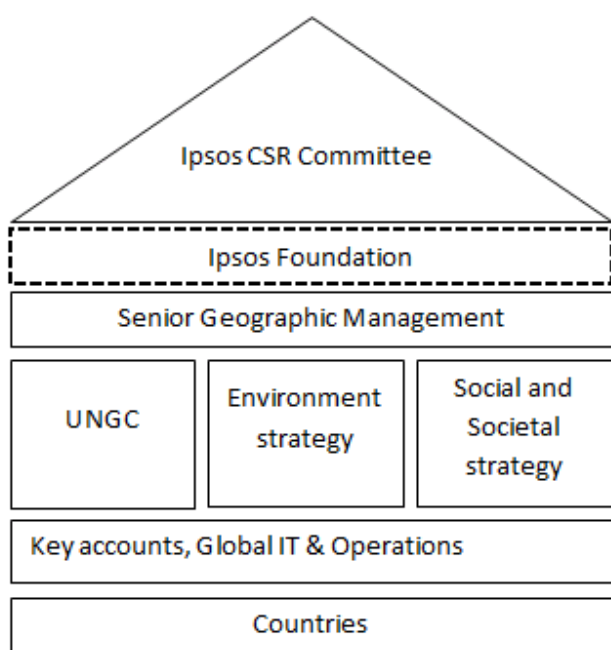 Ipsos CSR Committee
Ipsos Foundation
Senior Geographic Management
UNGC
Environment
strategy
Social and
Societal
strategy
Key accounts, Global IT & Operations
Countries